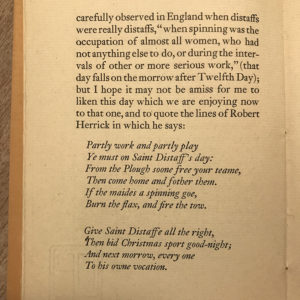 carefully observed in England when distaffs
were really distaffs, “when spinning was the
occupation of almost all women, who had
not anything else to do, or during the inter-
vals of other or more serious work,” (that
day falls on the morrow after Twelfth Day);
but I hope it may not be amiss for me to
liken this day which we are enjoying now
to that one, and to quote the lines of Robert
Herrick in which he says:
Partly work and partly play
Ye must on Saint Distaff's day:
From the Plough soone free your teame,
Then come home and fother them.
If the maides a spinning goe,
Burn the flax, and fire the tow.
Give Saint Distaffe all the right,
Then bid Christmas sport good-night;
And next morrow, every one
To his owne vocation.